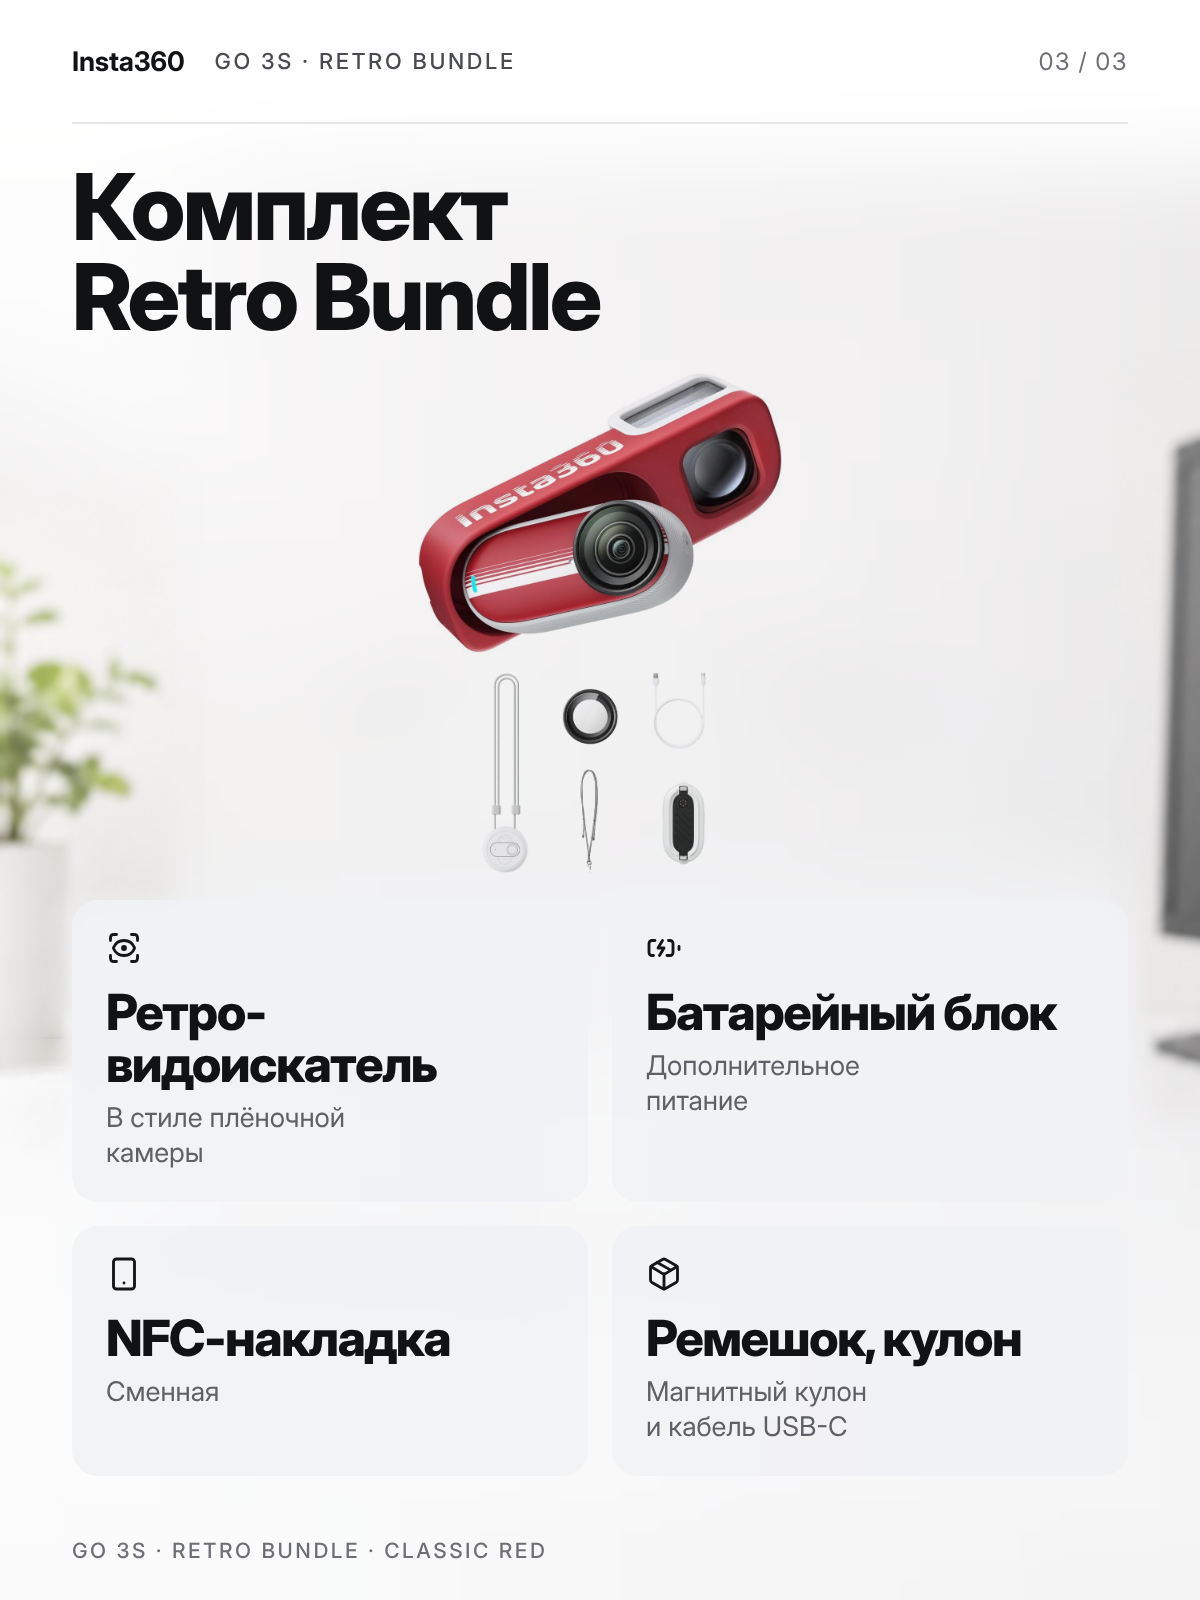 Insta360 GO 3S · RETRO BUNDLE 03 / 03
Комплект
Retro Bundle
Insta360
Ретро-
видоискатель
В стиле плёночной
камеры
Батарейный блок
Дополнительное
питание
NFC-накладка
Сменная
Ремешок, кулон
Магнитный кулон
и кабель USB-C
GO 3S · RETRO BUNDLE · CLASSIC RED